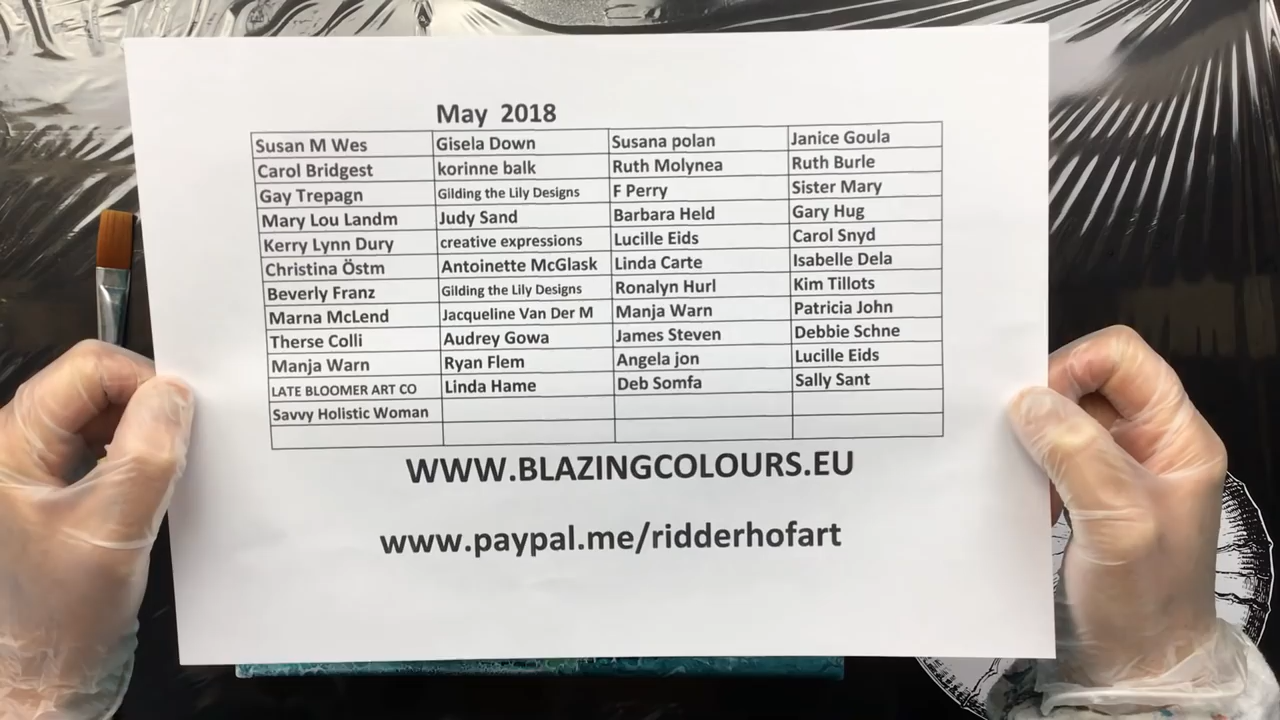 May 2018
Susan M Wes Gisela Down Susana polan Janice Goula
Carol Bridgest korinne balk Ruth Molynea Ruth Burle
Gay Trepagn Gilding the Lily Designs F Perry Sister Mary
Mary Lou Landm Judy Sand Barbara Held Gary Hug
Kerry Lynn Dury creative expressions Lucille Eids Carol Snyd
Christina Östm Antoinette McGlask Linda Carte Isabelle Dela
Beverly Franz Gilding the Lily Designs Ronalyn Hurl Kim Tillots
Marna McLend Jacqueline Van Der M Manja Warn Patricia John
Therse Colli Audrey Gowa James Steven Debbie Schne
Manja Warn Ryan Flem Angela jon Lucille Eids
LATE BLOOMER ART CO Linda Hame Deb Somfa Sally Sant
Savvy Holistic Woman
WWW.BLAZINGCOLOURS.EU
www.paypal.me/ridderhofart